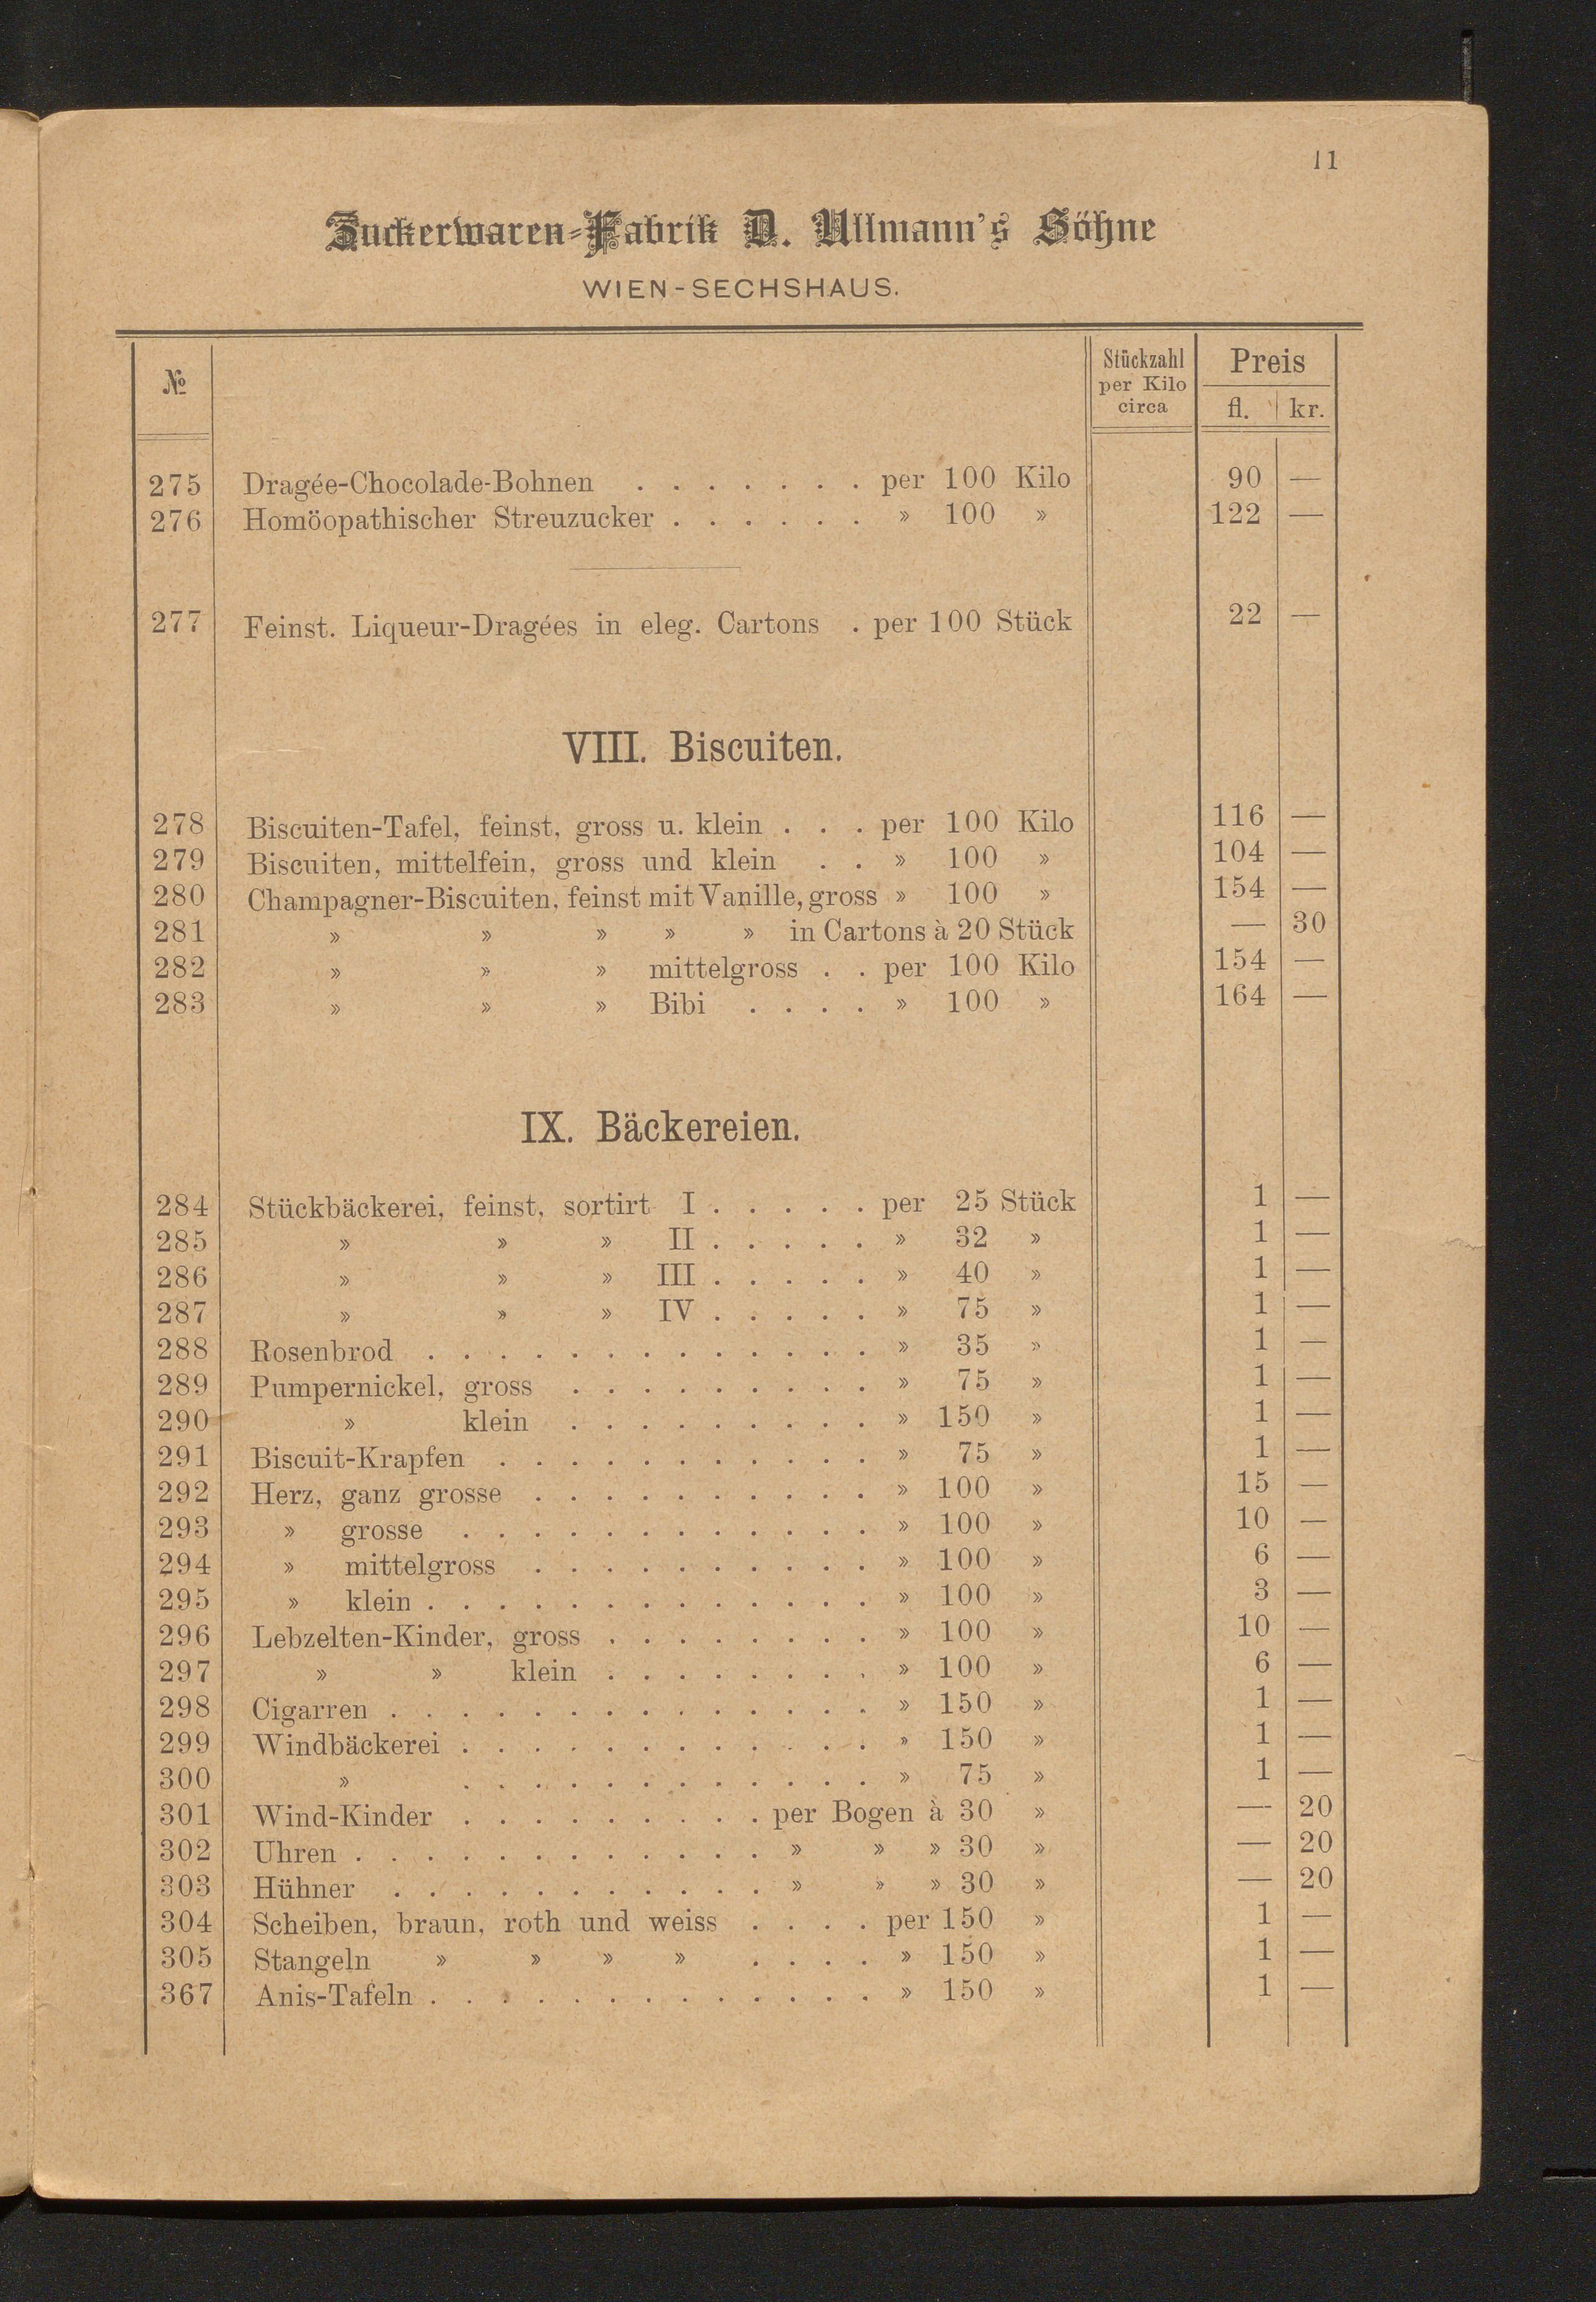 11
Zuckerwaren-Fabrik D. Ullmann's Söhne
WIEN-SECHSHAUS.
№ Stückzahl per Kilo circa Preis fl. kr.
275 Dragée-Chocolade-Bohnen . . . . . . . per 100 Kilo 90 —
276 Homöopathischer Streuzucker . . . . . . » 100 » 122 —
277 Feinst. Liqueur-Dragées in eleg. Cartons . per 100 Stück 22 —
VIII. Biscuiten.
278 Biscuiten-Tafel, feinst, gross u. klein . . . per 100 Kilo 116 —
279 Biscuiten, mittelfein, gross und klein . . » 100 » 104 —
280 Champagner-Biscuiten, feinst mit Vanille, gross » 100 » 154 —
281 » » » » » in Cartons à 20 Stück — 30
282 » » » mittelgross . . per 100 Kilo 154 —
283 » » » Bibi . . . . » 100 » 164 —
IX. Bäckereien.
284 Stückbäckerei, feinst, sortirt I . . . . . per 25 Stück 1 —
285 » » » II . . . . . » 32 » 1 —
286 » » » III . . . . . » 40 » 1 —
287 » » » IV . . . . . » 75 » 1 —
288 Rosenbrod . . . . . . . . . . . . . » 35 » 1 —
289 Pumpernickel, gross . . . . . . . . . » 75 » 1 —
290 » klein . . . . . . . . . » 150 » 1 —
291 Biscuit-Krapfen . . . . . . . . . . . » 75 » 1 —
292 Herz, ganz grosse . . . . . . . . . . » 100 » 15 —
293 » grosse . . . . . . . . . . . . » 100 » 10 —
294 » mittelgross . . . . . . . . . . » 100 » 6 —
295 » klein . . . . . . . . . . . . . » 100 » 3 —
296 Lebzelten-Kinder, gross . . . . . . . . » 100 » 10 —
297 » » klein . . . . . . . . » 100 » 6 —
298 Cigarren . . . . . . . . . . . . . . » 150 » 1 —
299 Windbäckerei . . . . . . . . . . . . » 150 » 1 —
300 » . . . . . . . . . . . . » 75 » 1 —
301 Wind-Kinder . . . . . . . . . per Bogen à 30 » — 20
302 Uhren . . . . . . . . . . . . » » » 30 » — 20
303 Hühner . . . . . . . . . . . » » » 30 » — 20
304 Scheiben, braun, roth und weiss . . . . per 150 » 1 —
305 Stangeln » » » » . . . . » 150 » 1 —
367 Anis-Tafeln . . . . . . . . . . . . . » 150 » 1 —